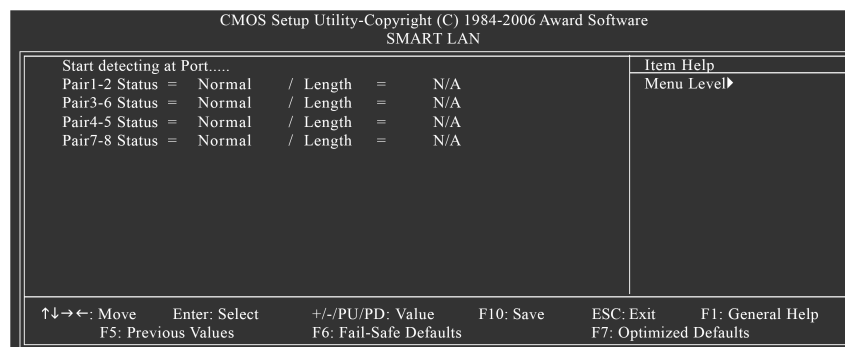 CMOS Setup Utility-Copyright (C) 1984-2006 Award Software
SMART LAN
Start detecting at Port.....
Pair1-2 Status = Normal / Length = N/A
Pair3-6 Status = Normal / Length = N/A
Pair4-5 Status = Normal / Length = N/A
Pair7-8 Status = Normal / Length = N/A
Item Help
Menu Level▶
↑↓→←: Move Enter: Select +/-/PU/PD: Value F10: Save ESC: Exit F1: General Help
F5: Previous Values F6: Fail-Safe Defaults F7: Optimized Defaults